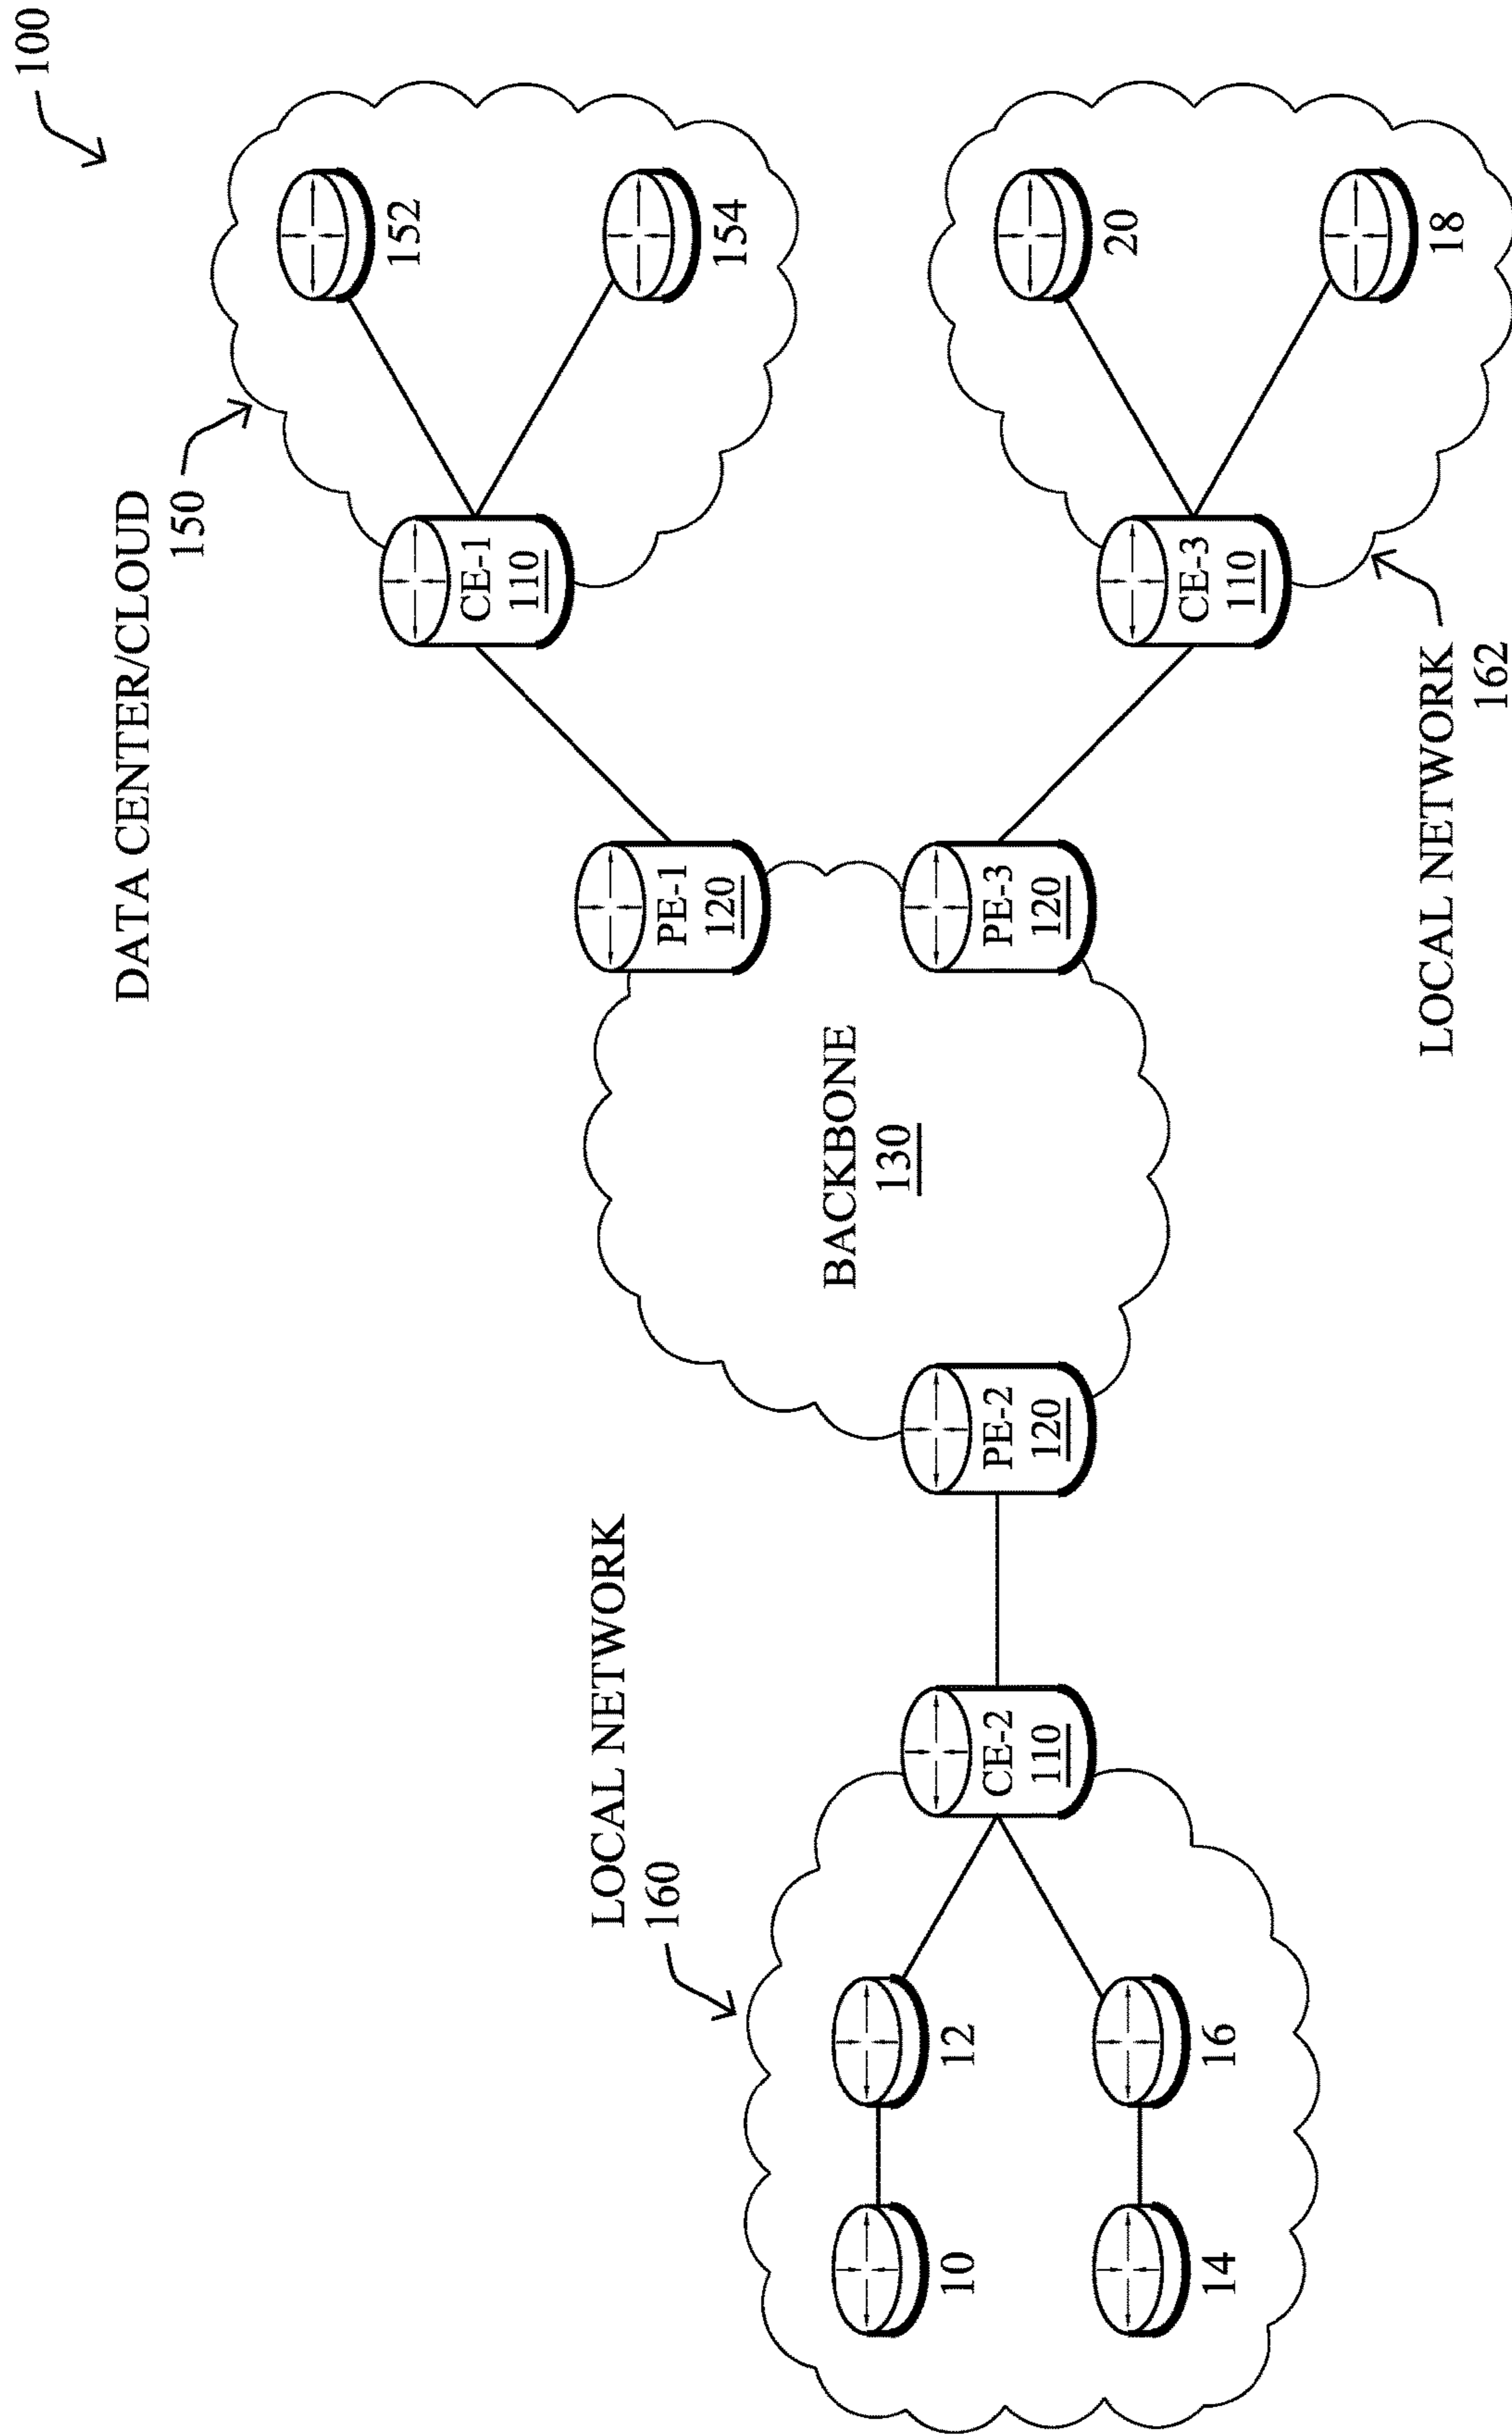 100
DATA CENTER/CLOUD
150
152
154
CE-1
110
PE-1
120
LOCAL NETWORK
160
BACKBONE
130
10
12
CE-2
110
PE-2
120
PE-3
120
14
16
20
CE-3
110
18
LOCAL NETWORK
162